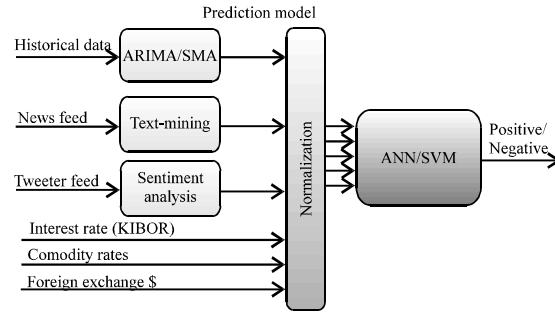 Prediction model
Historical data
ARIMA/SMA
News feed
Text-mining
Tweeter feed
Sentiment
analysis
Interest rate (KIBOR)
Comodity rates
Foreign exchange $
Normalization
ANN/SVM
Positive/
Negative